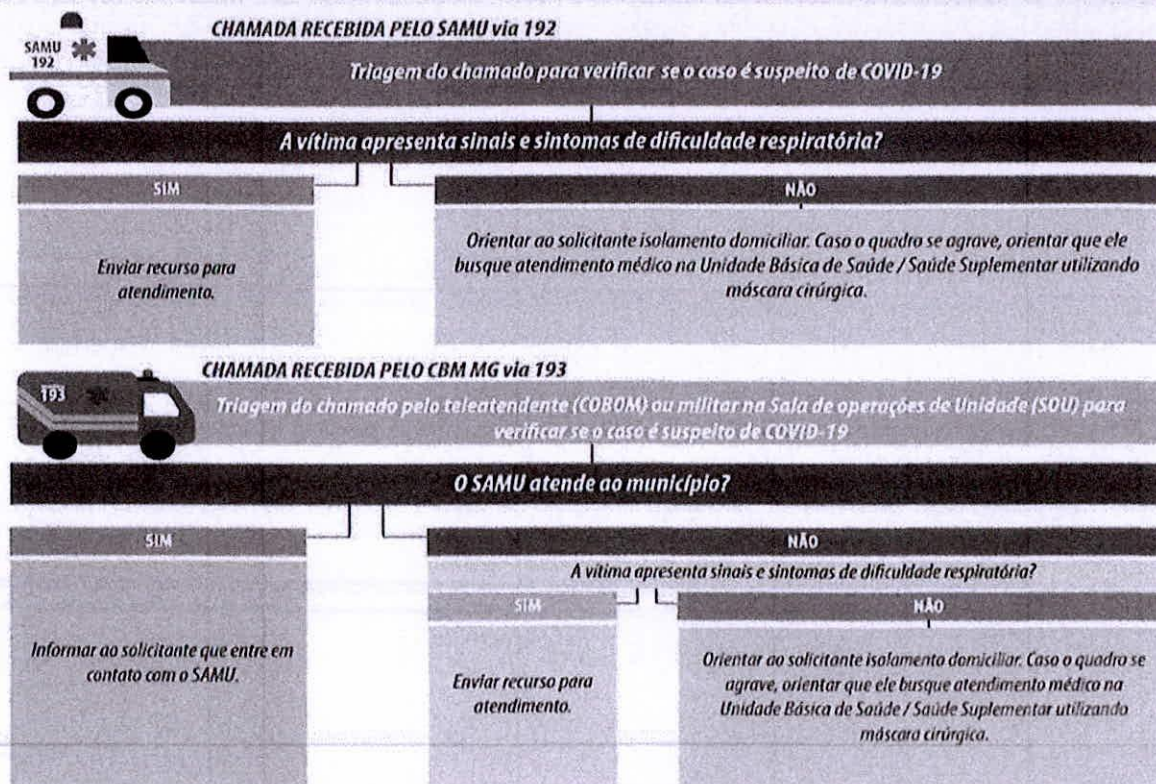 CHAMADA RECEBIDA PELO SAMU via 192
SAMU
192
Triagem do chamado para verificar se o caso é suspeito de COVID-19
A vítima apresenta sinais e sintomas de dificuldade respiratória?
SIM
NÃO
Enviar recurso para
atendimento.
Orientar ao solicitante isolamento domiciliar. Caso o quadro se agrave, orientar que ele
busque atendimento médico na Unidade Básica de Saúde / Saúde Suplementar utilizando
máscara cirúrgica.
CHAMADA RECEBIDA PELO CBM MG via 193
193
Triagem do chamado pelo teleatendente (COBOM) ou militar na Sala de operações de Unidade (SOU) para
verificar se o caso é suspeito de COVID-19
O SAMU atende ao município?
SIM
NÃO
A vítima apresenta sinais e sintomas de dificuldade respiratória?
SIM
NÃO
Informar ao solicitante que entre em
contato com o SAMU.
Enviar recurso para
atendimento.
Orientar ao solicitante isolamento domiciliar. Caso o quadro se
agrave, orientar que ele busque atendimento médico na
Unidade Básica de Saúde / Saúde Suplementar utilizando
máscara cirúrgica.